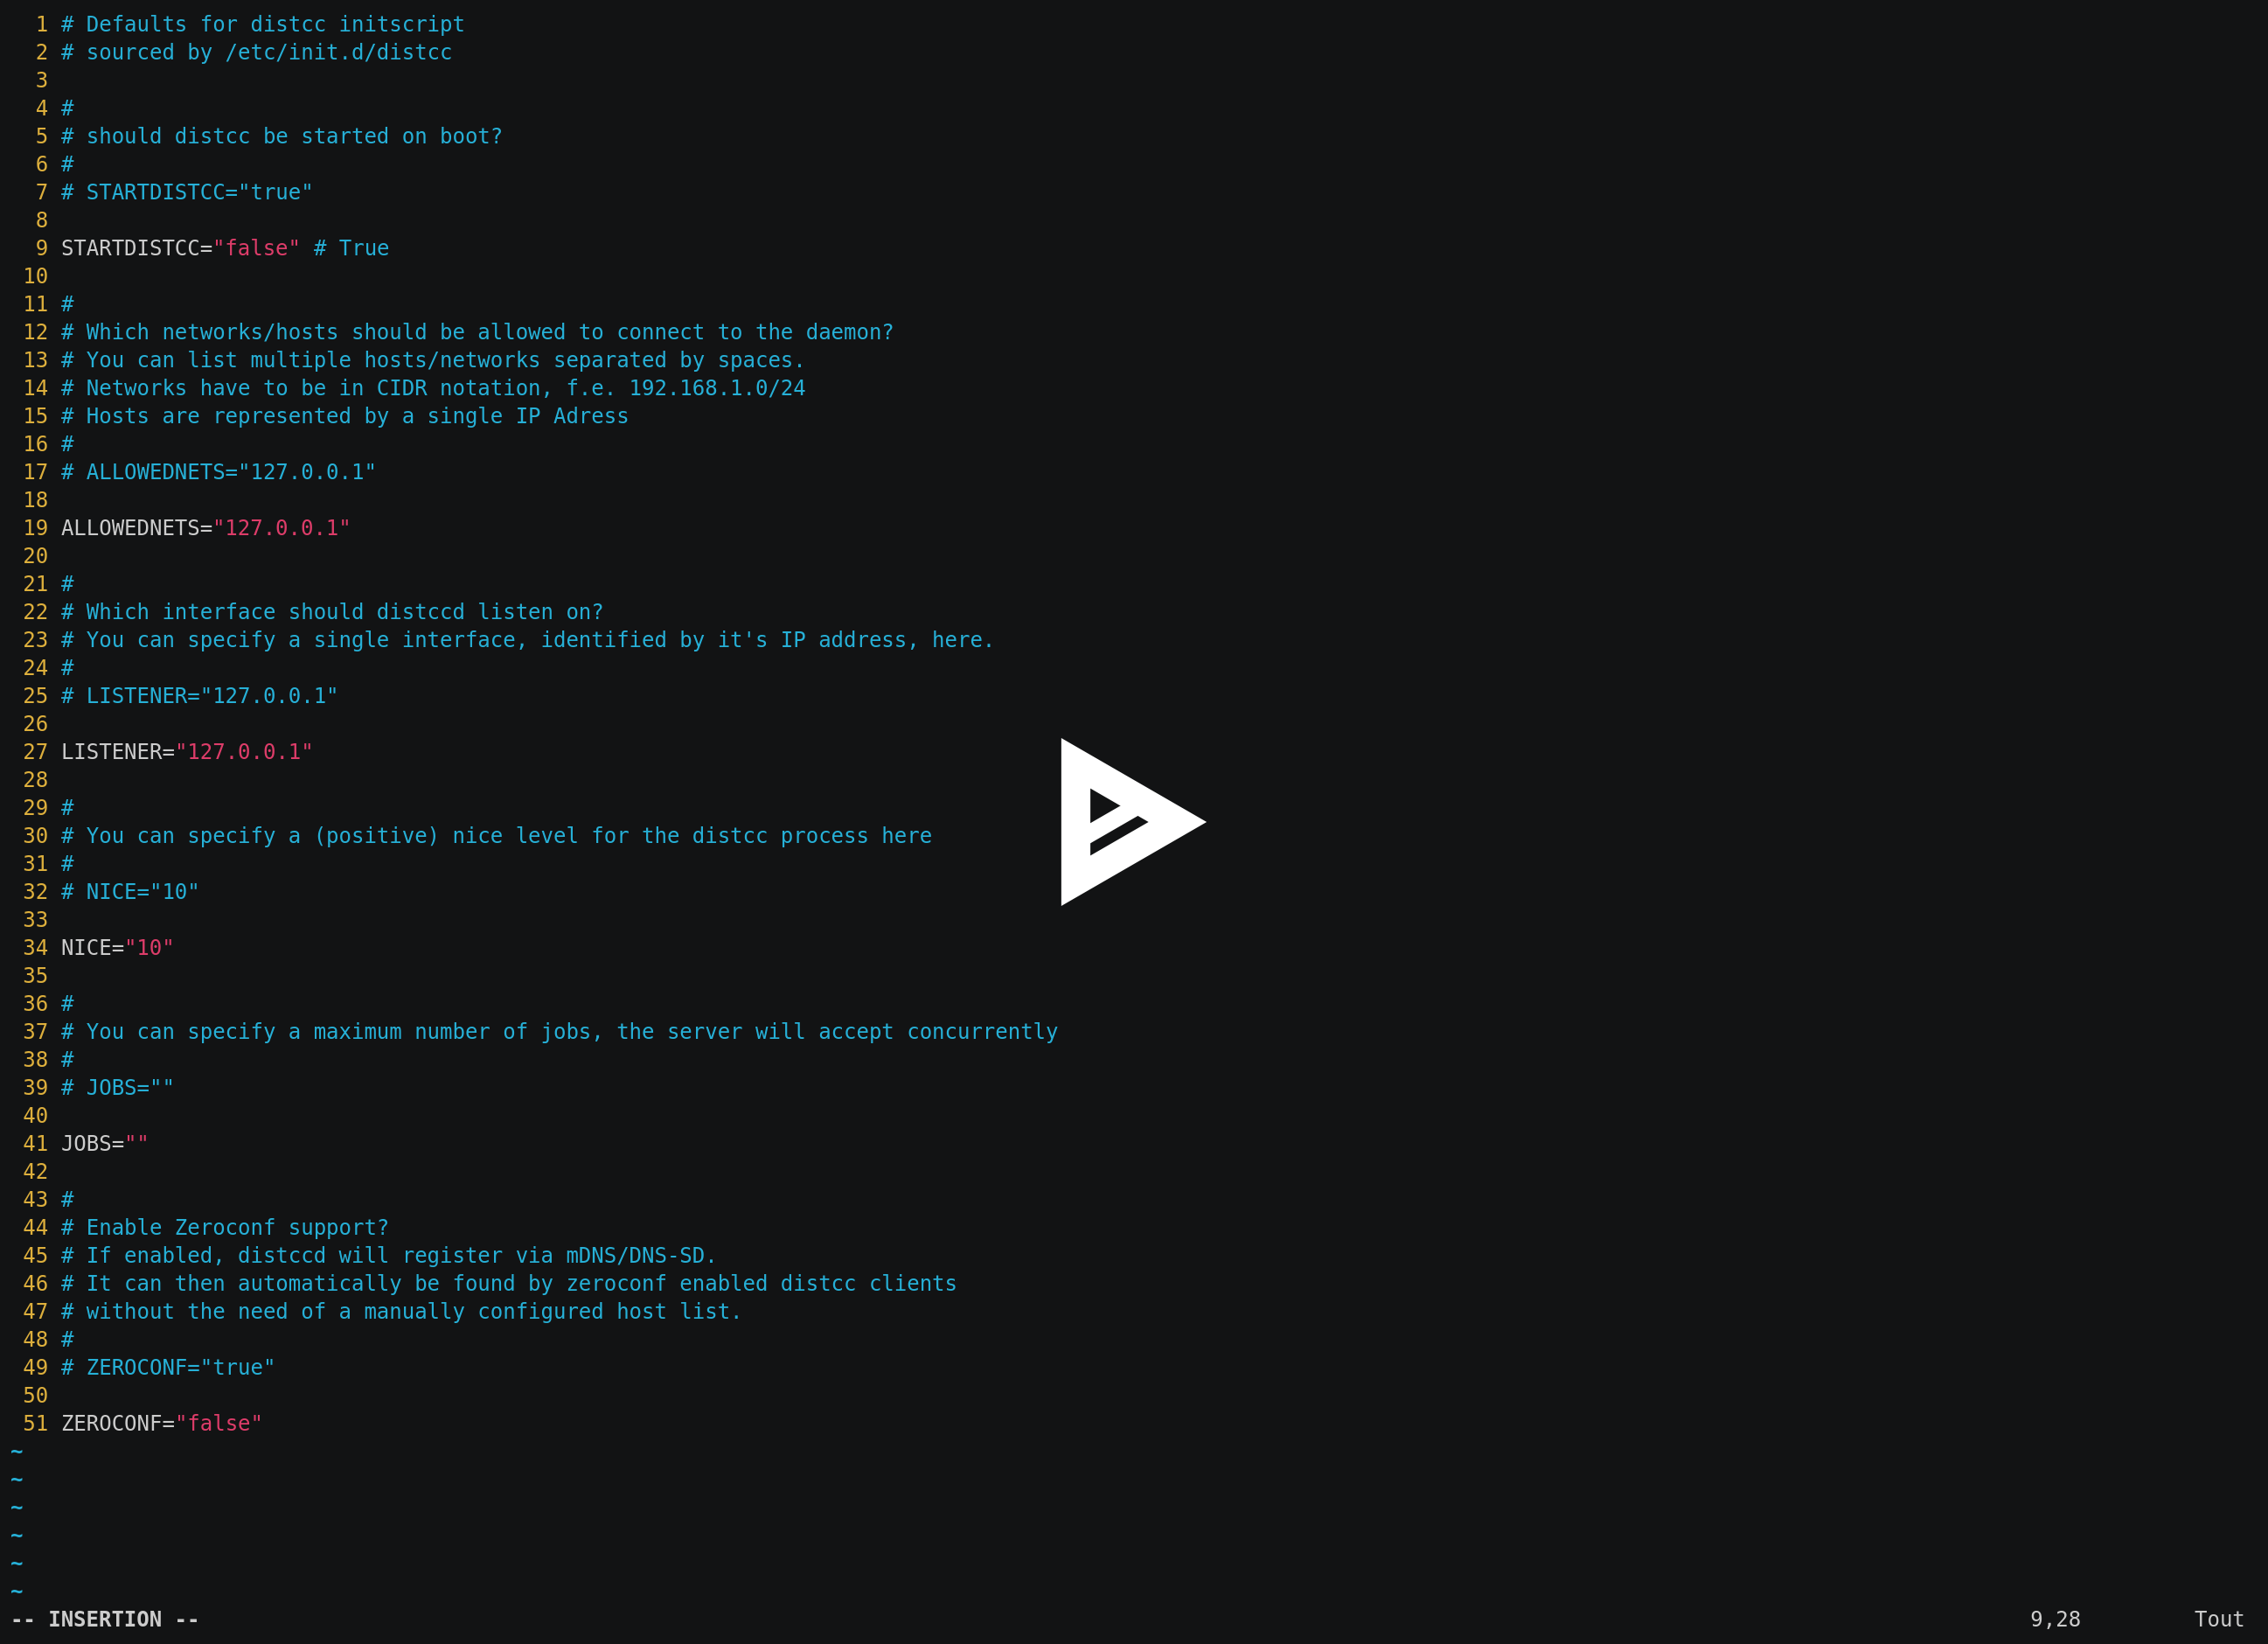 1 # Defaults for distcc initscript
2 # sourced by /etc/init.d/distcc
3
4 #
5 # should distcc be started on boot?
6 #
7 # STARTDISTCC="true"
8
9 STARTDISTCC="false" # True
10
11 #
12 # Which networks/hosts should be allowed to connect to the daemon?
13 # You can list multiple hosts/networks separated by spaces.
14 # Networks have to be in CIDR notation, f.e. 192.168.1.0/24
15 # Hosts are represented by a single IP Adress
16 #
17 # ALLOWEDNETS="127.0.0.1"
18
19 ALLOWEDNETS="127.0.0.1"
20
21 #
22 # Which interface should distccd listen on?
23 # You can specify a single interface, identified by it's IP address, here.
24 #
25 # LISTENER="127.0.0.1"
26
27 LISTENER="127.0.0.1"
28
29 #
30 # You can specify a (positive) nice level for the distcc process here
31 #
32 # NICE="10"
33
34 NICE="10"
35
36 #
37 # You can specify a maximum number of jobs, the server will accept concurrently
38 #
39 # JOBS=""
40
41 JOBS=""
42
43 #
44 # Enable Zeroconf support?
45 # If enabled, distccd will register via mDNS/DNS-SD.
46 # It can then automatically be found by zeroconf enabled distcc clients
47 # without the need of a manually configured host list.
48 #
49 # ZEROCONF="true"
50
51 ZEROCONF="false"
~
~
~
~
~
~
-- INSERTION -- 9,28 Tout